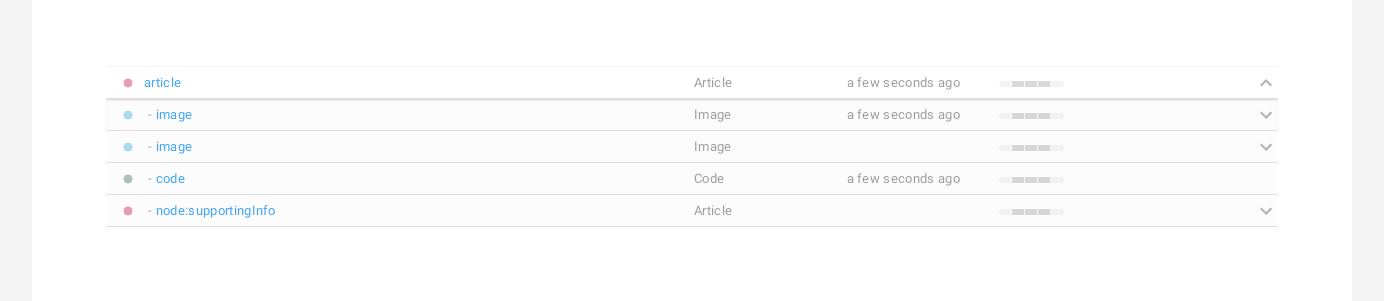 article Article a few seconds ago
- image Image a few seconds ago
- image Image
- code Code a few seconds ago
- node:supportingInfo Article